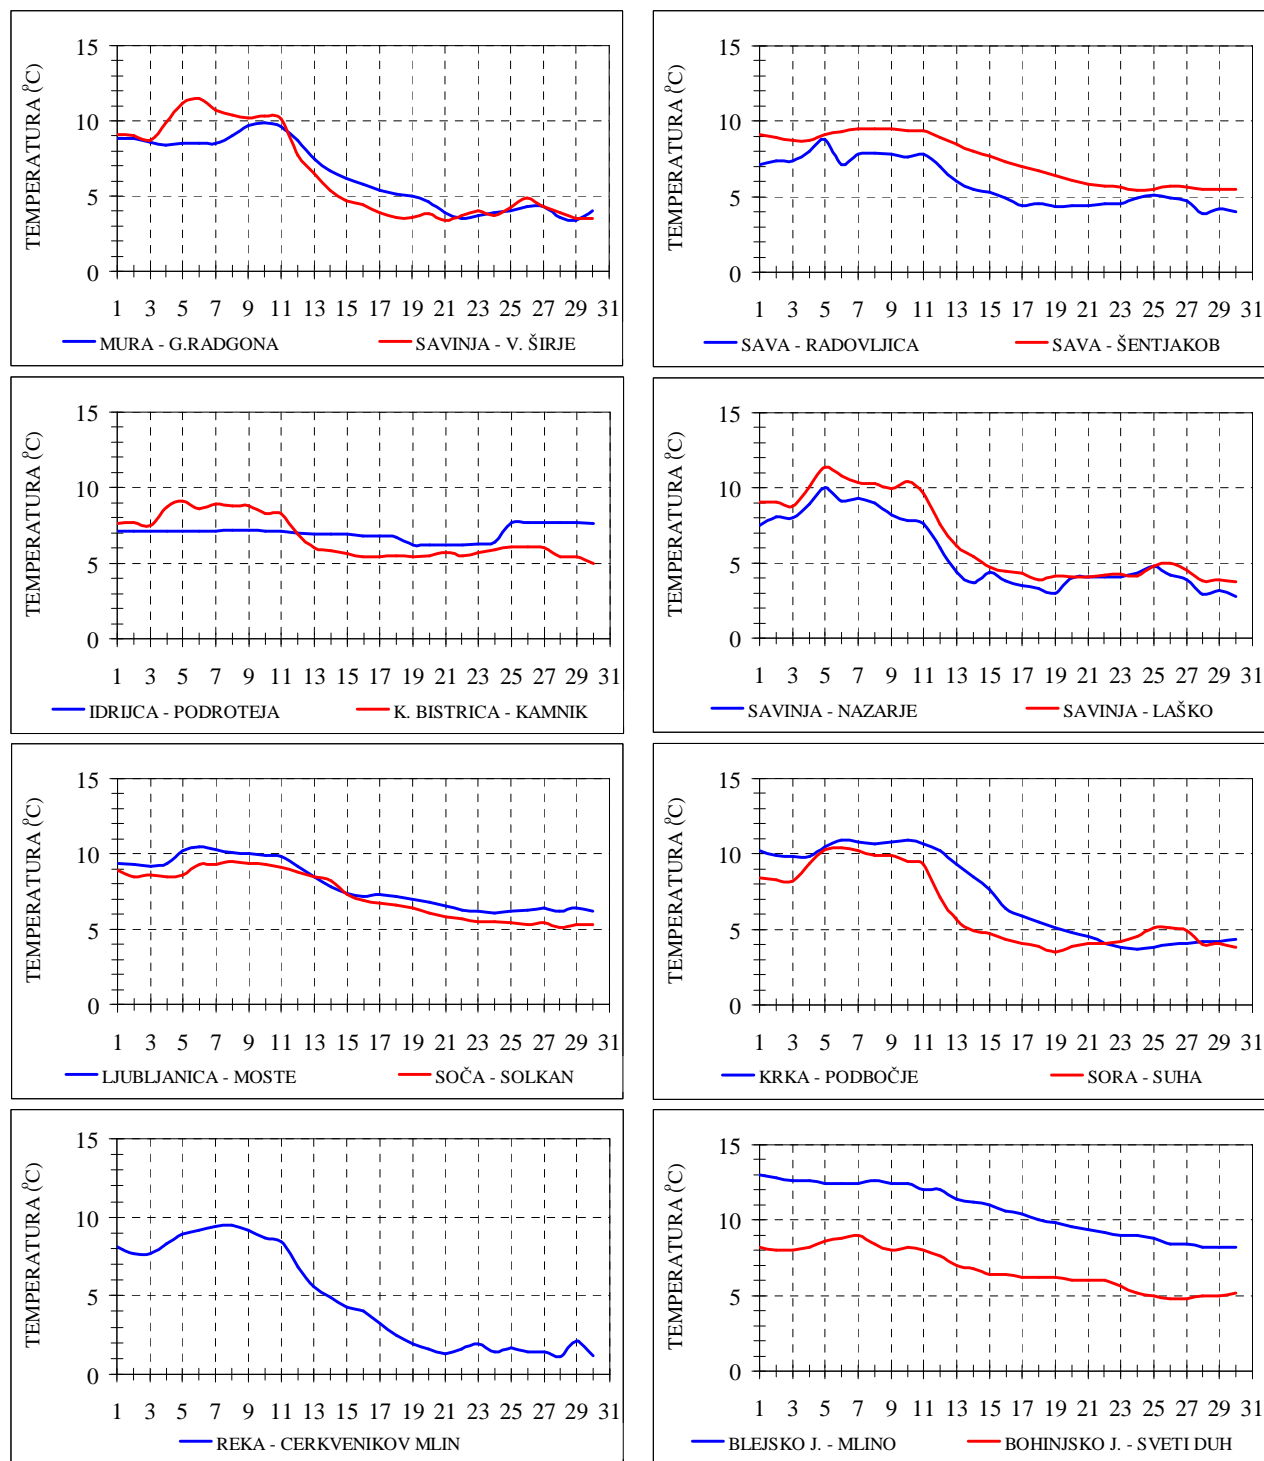 TEMPERATURA (°C)
15
10
5
0
1 3 5 7 9 11 13 15 17 19 21 23 25 27 29 31
MURA - G.RADGONA SAVINJA - V. ŠIRJE
TEMPERATURA (°C)
15
10
5
0
1 3 5 7 9 11 13 15 17 19 21 23 25 27 29 31
SAVA - RADOVLJICA SAVA - ŠENTJAKOB
TEMPERATURA (°C)
15
10
5
0
1 3 5 7 9 11 13 15 17 19 21 23 25 27 29 31
IDRIJCA - PODROTEJA K. BISTRICA - KAMNIK
TEMPERATURA (°C)
15
10
5
0
1 3 5 7 9 11 13 15 17 19 21 23 25 27 29 31
SAVINJA - NAZARJE SAVINJA - LAŠKO
TEMPERATURA (°C)
15
10
5
0
1 3 5 7 9 11 13 15 17 19 21 23 25 27 29 31
LJUBLJANICA - MOSTE SOČA - SOLKAN
TEMPERATURA (°C)
15
10
5
0
1 3 5 7 9 11 13 15 17 19 21 23 25 27 29 31
KRKA - PODBOČJE SORA - SUHA
TEMPERATURA (°C)
15
10
5
0
1 3 5 7 9 11 13 15 17 19 21 23 25 27 29 31
REKA - CERKVENIKOV MLIN
TEMPERATURA (°C)
15
10
5
0
1 3 5 7 9 11 13 15 17 19 21 23 25 27 29 31
BLEJSKO J. - MLINO BOHINJSKO J. - SVETI DUH